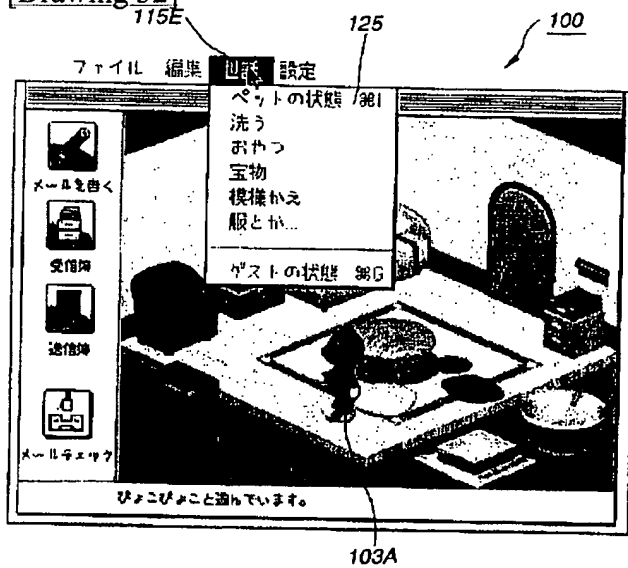 [Drawing 52]
115E
125
100
ファイル 編集 世話 設定
ペットの状態 ⌘I
洗う
おやつ
宝物
模様かえ
服とか...
ゲストの状態 ⌘G
メールを書く
受信簿
送信簿
メールチェック
ぴょこぴょこと遊んでいます。
103A